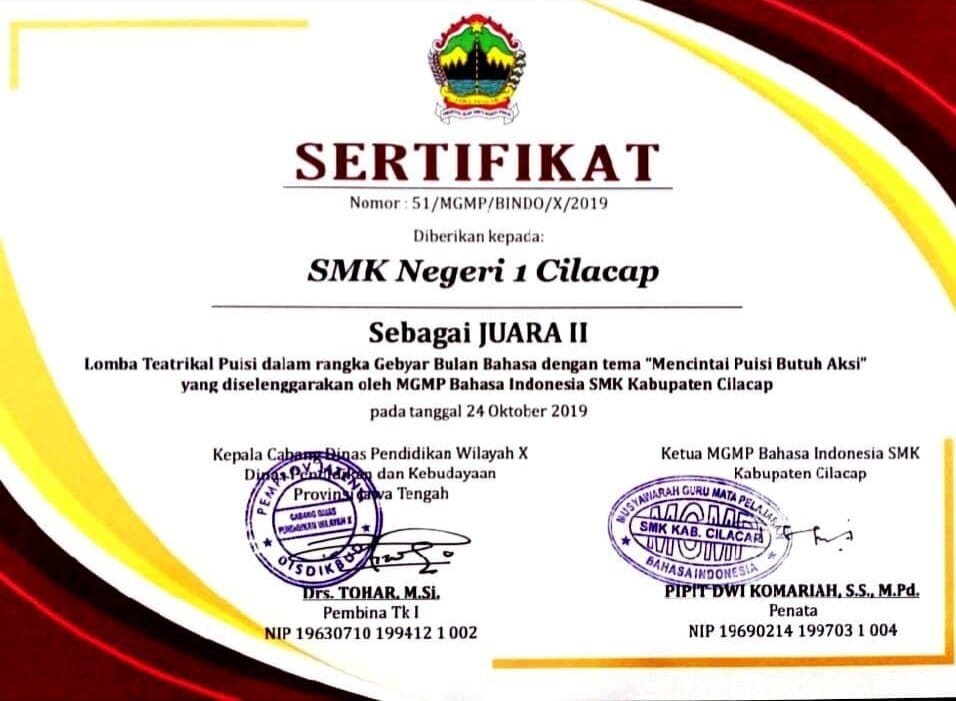 SERTIFIKAT
Nomor : 51/MGMP/BINDO/X/2019
Diberikan kepada:
SMK Negeri 1 Cilacap
Sebagai JUARA II
Lomba Teatrikal Puisi dalam rangka Gebyar Bulan Bahasa dengan tema "Mencintai Puisi Butuh Aksi"
yang diselenggarakan oleh MGMP Bahasa Indonesia SMK Kabupaten Cilacap
pada tanggal 24 Oktober 2019
Kepala Cabang Dinas Pendidikan Wilayah X
Dinas Pendidikan dan Kebudayaan
Provinsi Jawa Tengah
CABANG DINAS
PENDIDIKAN WILAYAH X
Drs. TOHAR, M.Si.
Pembina Tk I
NIP 19630710 199412 1 002
Ketua MGMP Bahasa Indonesia SMK
Kabupaten Cilacap
MUSYAWARAH GURU MATA PELAJARAN
MGMP
SMK KAB. CILACAP
BAHASA INDONESIA
PIPIT DWI KOMARIAH, S.S., M.Pd.
Penata
NIP 19690214 199703 1 004